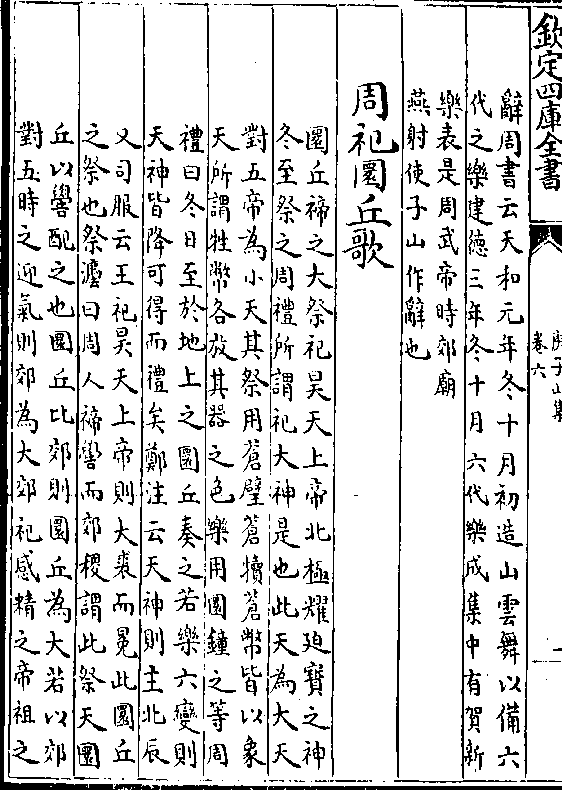 欽定四庫全書
庾子山集
卷六
一
辭周書云天和元年冬十月初造山雲舞以備六
代之樂建德三年冬十月六代樂成集中有賀新
樂表是周武帝時郊廟
燕射使子山作辭也
周祀圜丘歌
圜丘禘之大祭祀昊天上帝北極耀廹寳之神
冬至祭之周禮所謂祀大神是也此天為大天
對五帝為小天其祭用蒼璧蒼犢蒼幣皆以象
天所謂牲幣各放其器之色樂用圜鐘之等周
禮曰冬日至於地上之圜丘奏之若樂六變則
天神皆降可得而禮矣鄭注云天神則主北辰
又司服云王祀昊天上帝則大裘而冕此圜丘
之祭也祭灋曰周人禘嚳而郊稷謂此祭天圜
丘以嚳配之也圜丘比郊則圜丘為大若以郊
對五時之迎氣則郊為大郊祀感精之帝祖之